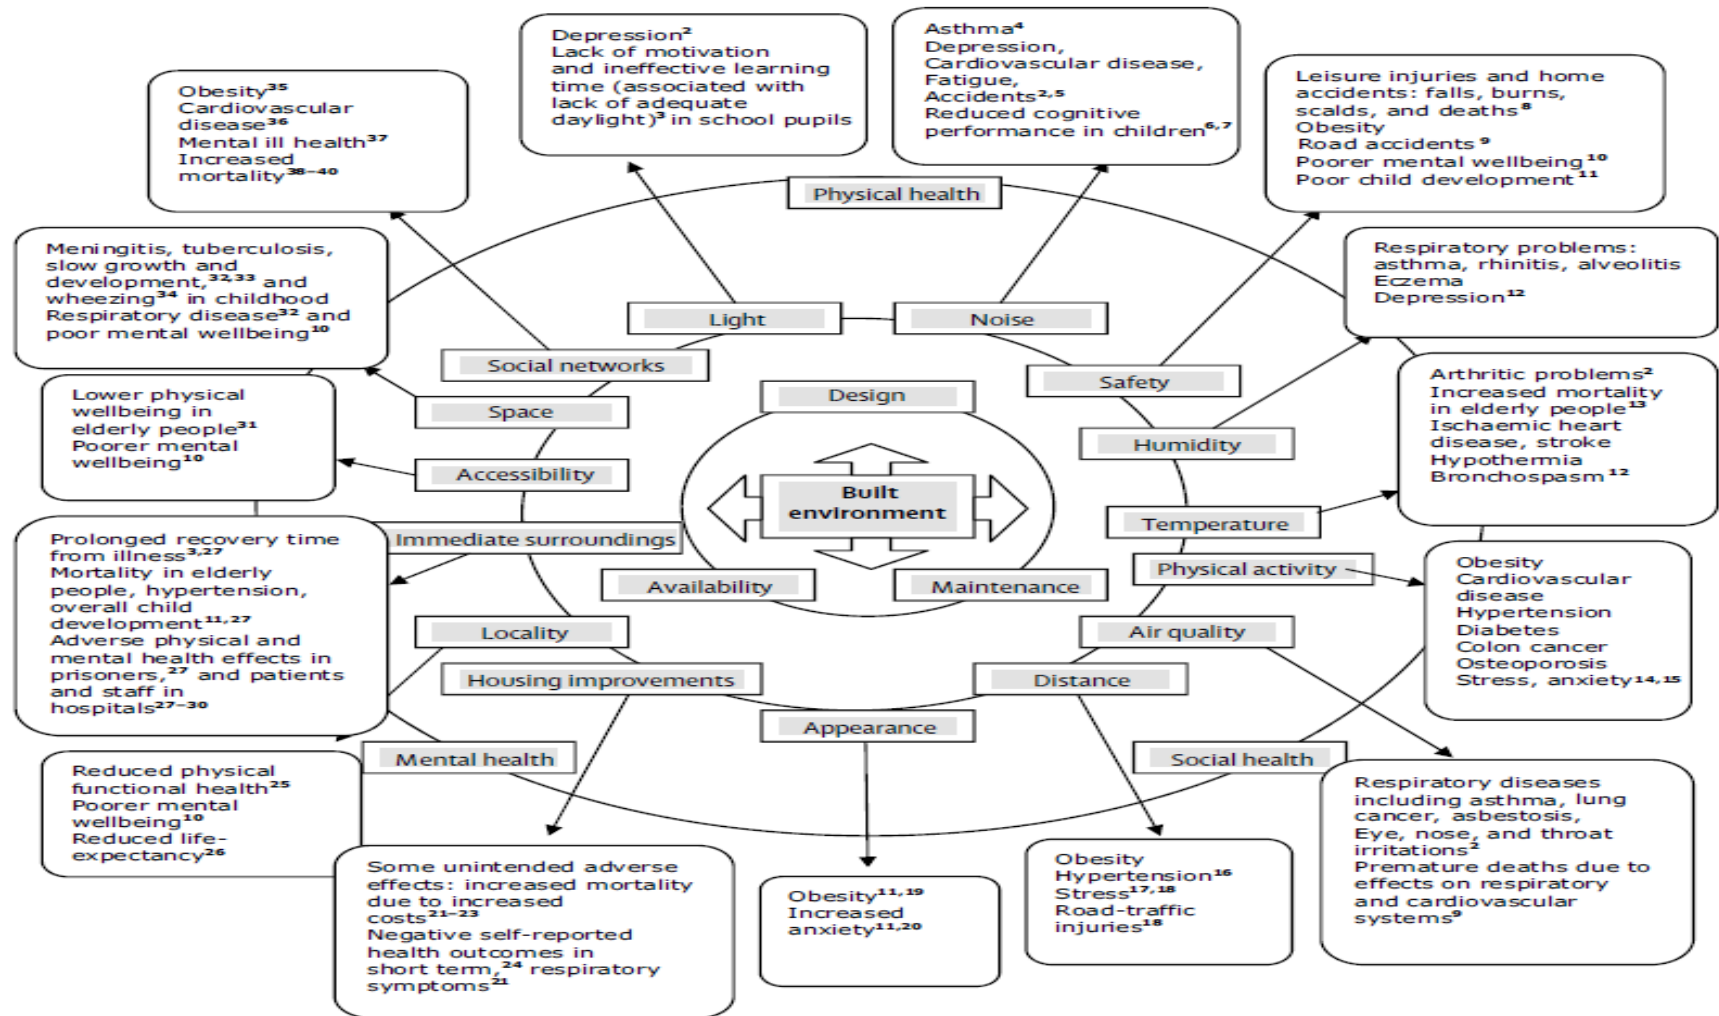 Depression²
Lack of motivation
and ineffective learning
time (associated with
lack of adequate
daylight)³ in school pupils
Asthma⁴
Depression,
Cardiovascular disease,
Fatigue,
Accidents²,⁵
Reduced cognitive
performance in children⁶,⁷
Obesity³⁵
Cardiovascular
disease³⁶
Mental ill health³⁷
Increased
mortality³⁸⁻⁴⁰
Leisure injuries and home
accidents: falls, burns,
scalds, and deaths⁸
Obesity
Road accidents ⁹
Poorer mental wellbeing¹⁰
Poor child development¹¹
Physical health
Meningitis, tuberculosis,
slow growth and
development,³²,³³ and
wheezing³⁴ in childhood
Respiratory disease³² and
poor mental wellbeing¹⁰
Respiratory problems:
asthma, rhinitis, alveolitis
Eczema
Depression¹²
Light
Noise
Social networks
Safety
Space
Design
Humidity
Accessibility
Built
environment
Temperature
Immediate surroundings
Physical activity
Availability
Maintenance
Locality
Air quality
Housing improvements
Distance
Appearance
Mental health
Social health
Lower physical
wellbeing in
elderly people³¹
Poorer mental
wellbeing¹⁰
Arthritic problems²
Increased mortality
in elderly people¹³
Ischaemic heart
disease, stroke
Hypothermia
Bronchospasm¹²
Prolonged recovery time
from illness³,²⁷
Mortality in elderly
people, hypertension,
overall child
development¹¹,²⁷
Adverse physical and
mental health effects in
prisoners,²⁷ and patients
and staff in
hospitals²⁷⁻³⁰
Obesity
Cardiovascular
disease
Hypertension
Diabetes
Colon cancer
Osteoporosis
Stress, anxiety¹⁴,¹⁵
Reduced physical
functional health²⁵
Poorer mental
wellbeing¹⁰
Reduced life-
expectancy²⁶
Some unintended adverse
effects: increased mortality
due to increased
costs²¹⁻²³
Negative self-reported
health outcomes in
short term,²⁴ respiratory
symptoms²¹
Obesity¹¹,¹⁹
Increased
anxiety¹¹,²⁰
Obesity
Hypertension¹⁶
Stress¹⁷,¹⁸
Road-traffic
injuries¹⁸
Respiratory diseases
including asthma, lung
cancer, asbestosis,
Eye, nose, and throat
irritations²
Premature deaths due to
effects on respiratory
and cardiovascular
systems⁹